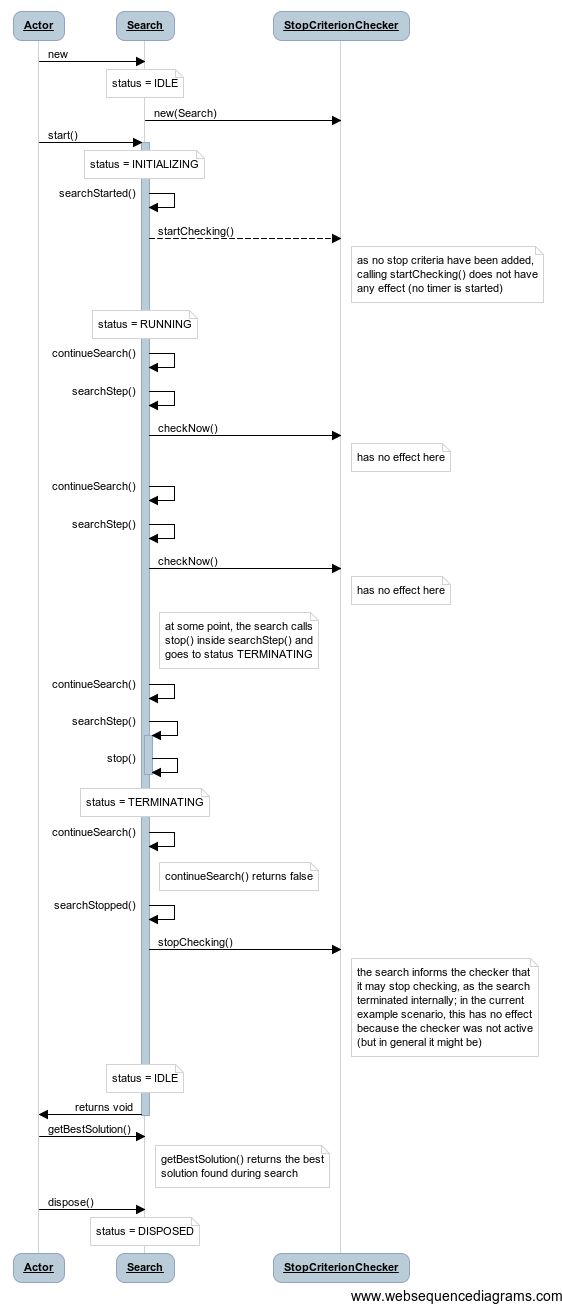 Actor Search StopCriterionChecker
new
status = IDLE
new(Search)
start()
status = INITIALIZING
searchStarted()
startChecking()
as no stop criteria have been added,
calling startChecking() does not have
any effect (no timer is started)
status = RUNNING
continueSearch()
searchStep()
checkNow()
has no effect here
continueSearch()
searchStep()
checkNow()
has no effect here
at some point, the search calls
stop() inside searchStep() and
goes to status TERMINATING
continueSearch()
searchStep()
stop()
status = TERMINATING
continueSearch()
continueSearch() returns false
searchStopped()
stopChecking()
the search informs the checker that
it may stop checking, as the search
terminated internally; in the current
example scenario, this has no effect
because the checker was not active
(but in general it might be)
status = IDLE
returns void
getBestSolution()
getBestSolution() returns the best
solution found during search
dispose()
status = DISPOSED
Actor Search StopCriterionChecker
www.websequencediagrams.com